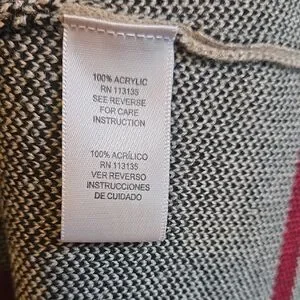 100% ACRYLIC
RN 113135
SEE REVERSE
FOR CARE
INSTRUCTION
100% ACRÍLICO
RN 113135
VER REVERSO
INSTRUCCIONES
DE CUIDADO